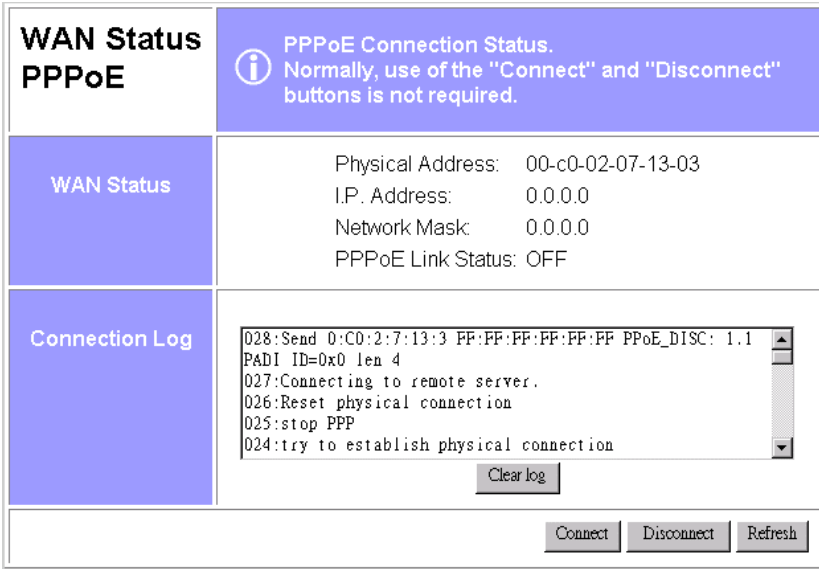 WAN Status
PPPoE
PPPoE Connection Status.
Normally, use of the "Connect" and "Disconnect"
buttons is not required.
WAN Status
Physical Address: 00-c0-02-07-13-03
I.P. Address: 0.0.0.0
Network Mask: 0.0.0.0
PPPoE Link Status: OFF
Connection Log
028:Send 0:C0:2:7:13:3 FF:FF:FF:FF:FF:FF PPoE_DISC: 1.1
PADI ID=0x0 len 4
027:Connecting to remote server.
026:Reset physical connection
025:stop PPP
024:try to establish physical connection
Clear log
Connect Disconnect Refresh